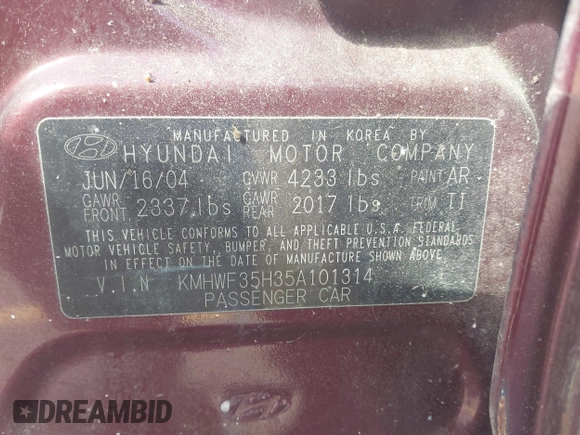 MANUFACTURED IN KOREA BY
HYUNDAI MOTOR COMPANY
JUN/16/04 GVWR 4233 lbs PAINT AR
GAWR FRONT 2337 lbs GAWR REAR 2017 lbs TRIM TI
THIS VEHICLE CONFORMS TO ALL APPLICABLE U.S.A. FEDERAL
MOTOR VEHICLE SAFETY, BUMPER, AND THEFT PREVENTION STANDARDS
IN EFFECT ON THE DATE OF MANUFACTURE SHOWN ABOVE
V.I.N KMHWF35H35A101314
PASSENGER CAR
DREAMBID